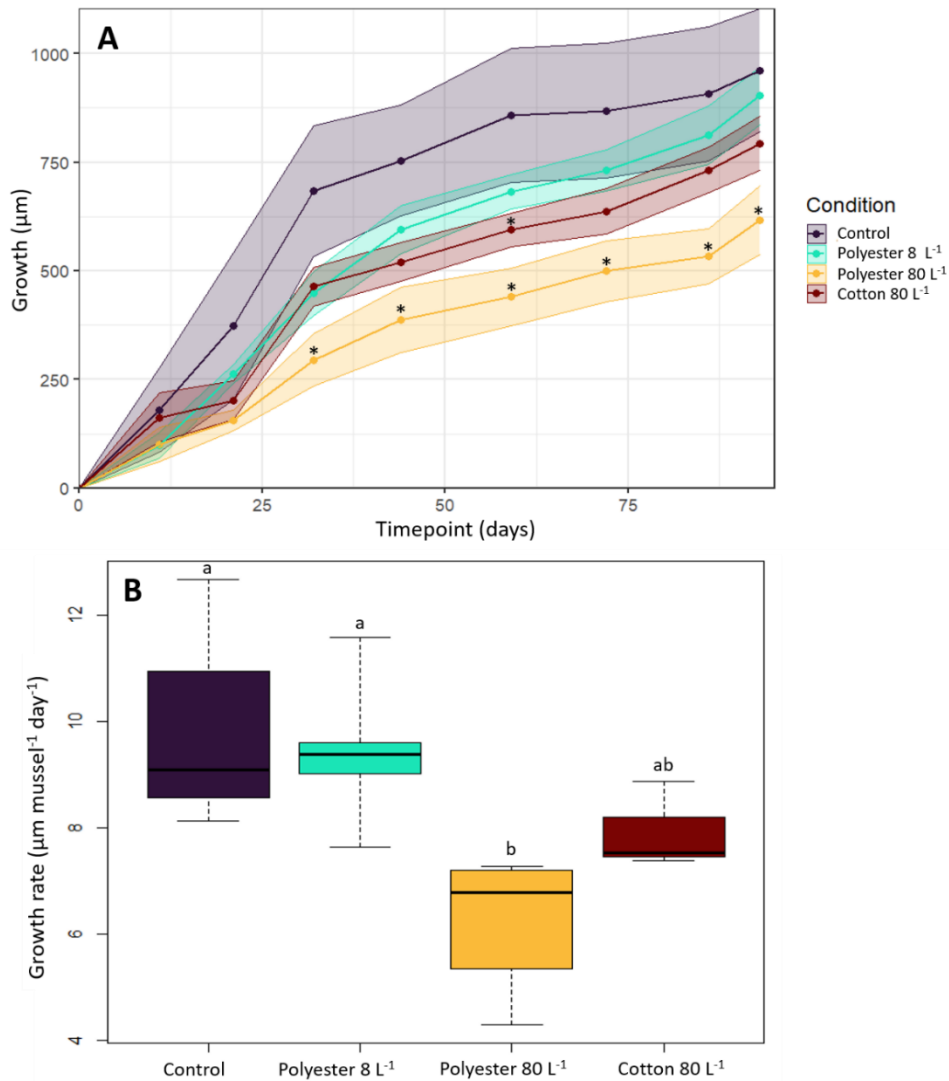 A
1000
750
500
250
0
Growth (µm)
* * * * * * *
0 25 50 75
Timepoint (days)
Condition
Control
Polyester 8 L⁻¹
Polyester 80 L⁻¹
Cotton 80 L⁻¹
B
a a b ab
12
10
8
6
4
Growth rate (µm mussel⁻¹ day⁻¹)
Control Polyester 8 L⁻¹ Polyester 80 L⁻¹ Cotton 80 L⁻¹